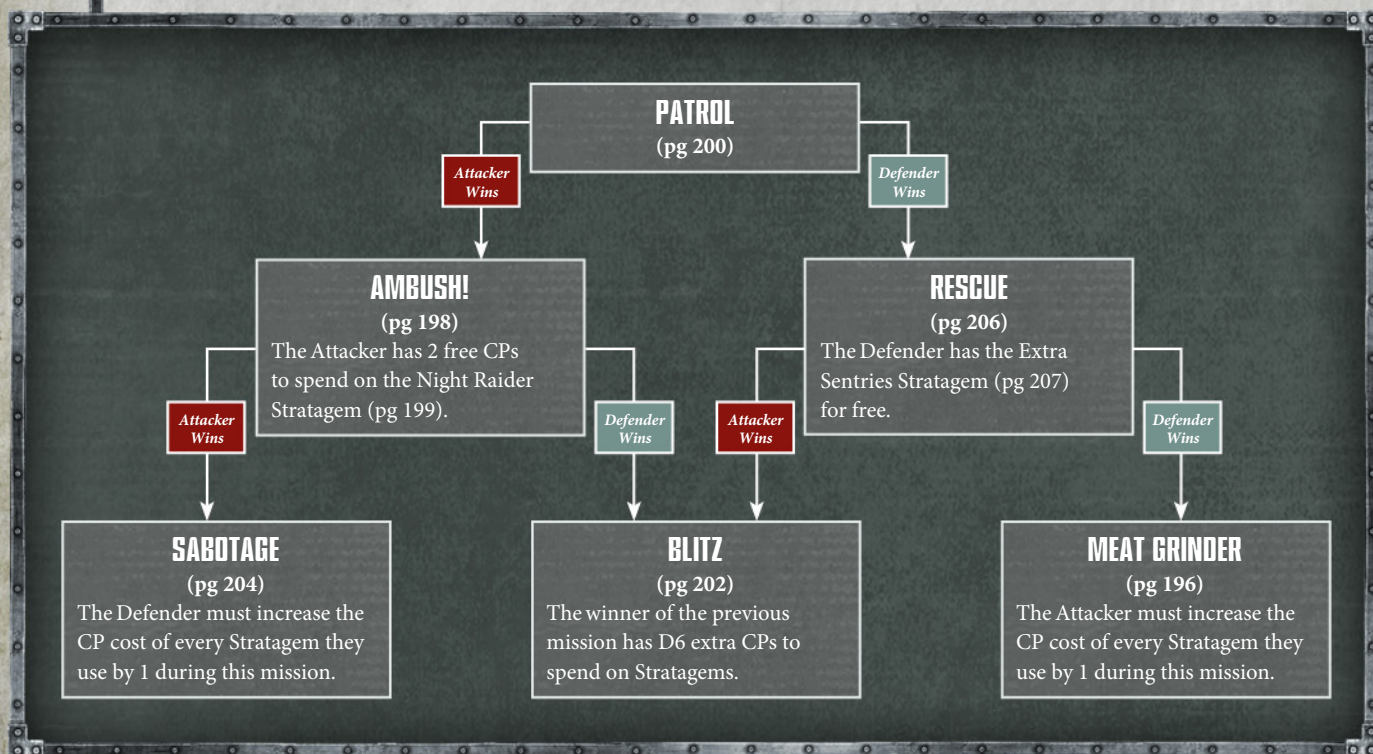 PATROL
(pg 200)
Attacker
Wins
Defender
Wins
AMBUSH!
(pg 198)
The Attacker has 2 free CPs
to spend on the Night Raider
Stratagem (pg 199).
RESCUE
(pg 206)
The Defender has the Extra
Sentries Stratagem (pg 207)
for free.
Attacker
Wins
Defender
Wins
Attacker
Wins
Defender
Wins
SABOTAGE
(pg 204)
The Defender must increase the
CP cost of every Stratagem they
use by 1 during this mission.
BLITZ
(pg 202)
The winner of the previous
mission has D6 extra CPs to
spend on Stratagems.
MEAT GRINDER
(pg 196)
The Attacker must increase the
CP cost of every Stratagem they
use by 1 during this mission.